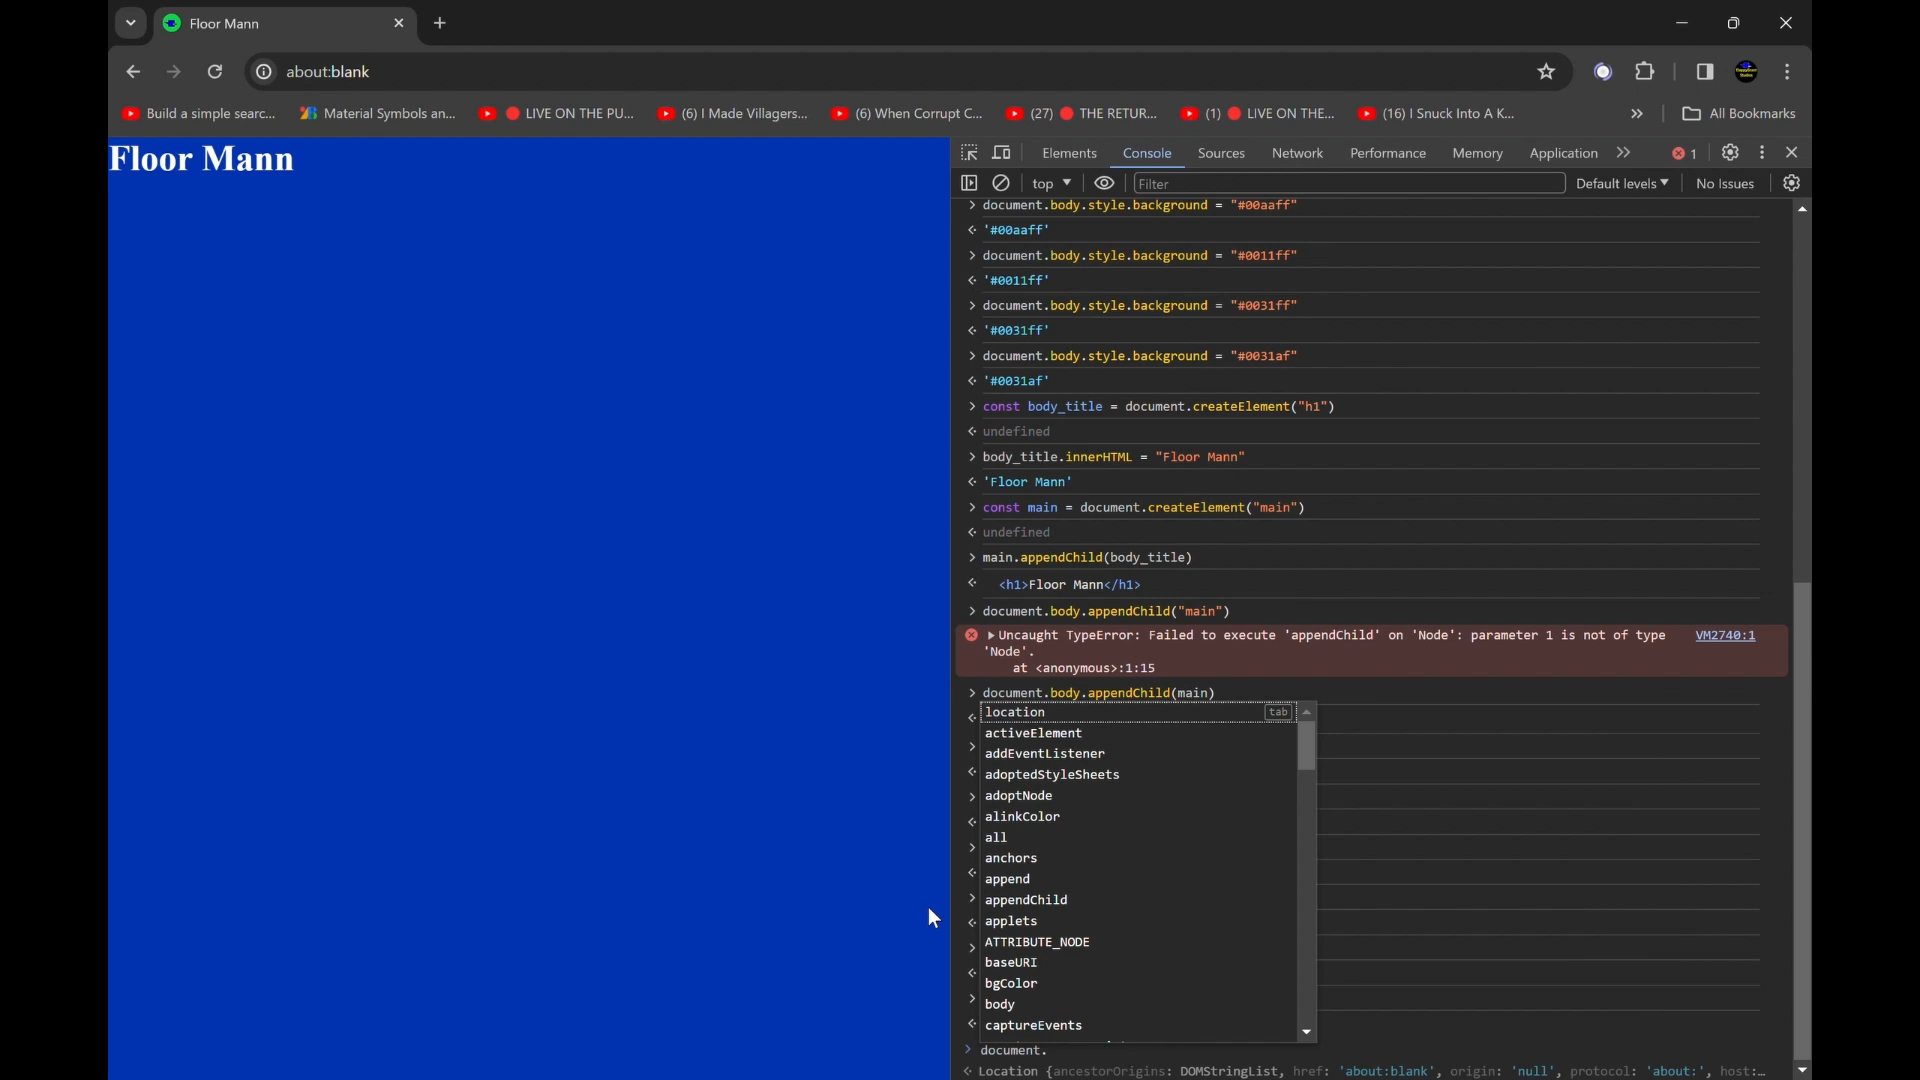 Floor Mann
about:blank
Build a simple searc...
Material Symbols an...
LIVE ON THE PU...
(6) I Made Villagers...
(6) When Corrupt C...
(27) THE RETUR...
(1) LIVE ON THE...
(16) I Snuck Into A K...
All Bookmarks
Floor Mann
Elements Console Sources Network Performance Memory Application 1
top Filter Default levels No Issues
document.body.style.background = "#00aaff"
'#00aaff'
document.body.style.background = "#0011ff"
'#0011ff'
document.body.style.background = "#0031ff"
'#0031ff'
document.body.style.background = "#0031af"
'#0031af'
const body_title = document.createElement("h1")
undefined
body_title.innerHTML = "Floor Mann"
'Floor Mann'
const main = document.createElement("main")
undefined
main.appendChild(body_title)
<h1>Floor Mann</h1>
document.body.appendChild("main")
Uncaught TypeError: Failed to execute 'appendChild' on 'Node': parameter 1 is not of type VM2740:1
'Node'.
at <anonymous>:1:15
document.body.appendChild(main)
location tab
activeElement
addEventListener
adoptedStyleSheets
adoptNode
alinkColor
all
anchors
append
appendChild
applets
ATTRIBUTE_NODE
baseURI
bgColor
body
captureEvents
document.
Location {ancestorOrigins: DOMStringList, href: 'about:blank', origin: 'null', protocol: 'about:', host:…